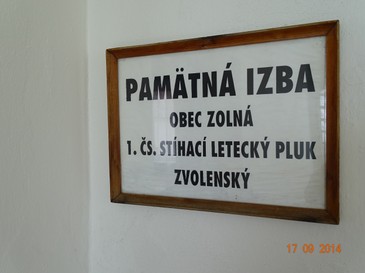 PAMÄTNÁ IZBA
OBEC ZOLNÁ
1. ČS. STÍHACÍ LETECKÝ PLUK
ZVOLENSKÝ
17 09 2014